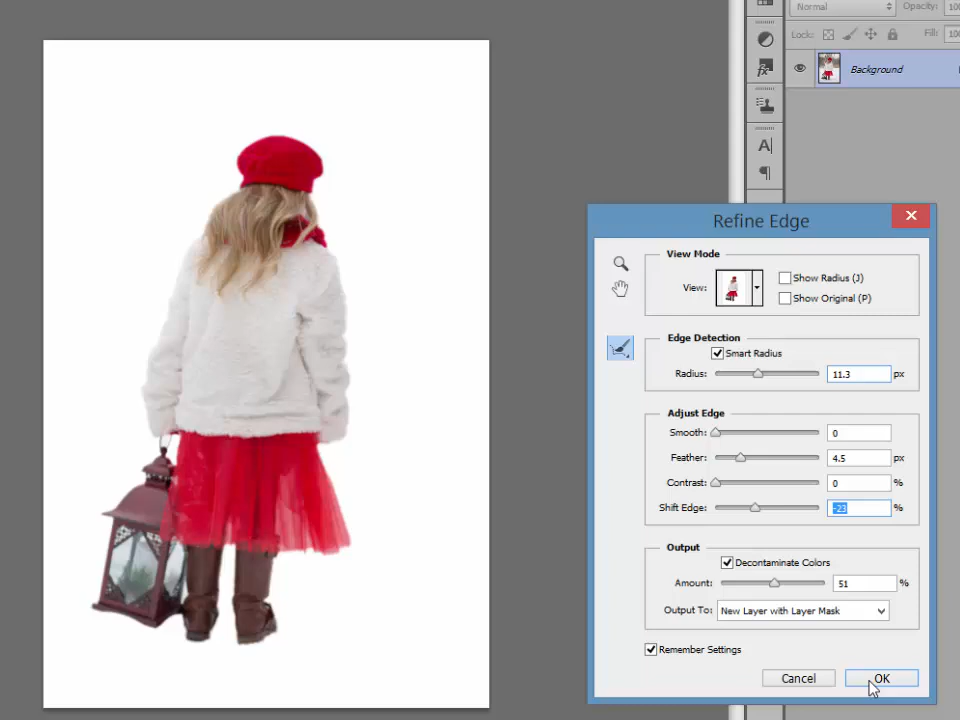 Normal
Opacity: 100
Lock:
Fill: 100
Background
A
Refine Edge
View Mode
View:
Show Radius (J)
Show Original (P)
Edge Detection
Smart Radius
Radius: 11.3 px
Adjust Edge
Smooth: 0
Feather: 4.5 px
Contrast: 0 %
Shift Edge: -23 %
Output
Decontaminate Colors
Amount: 51 %
Output To: New Layer with Layer Mask
Remember Settings
Cancel OK